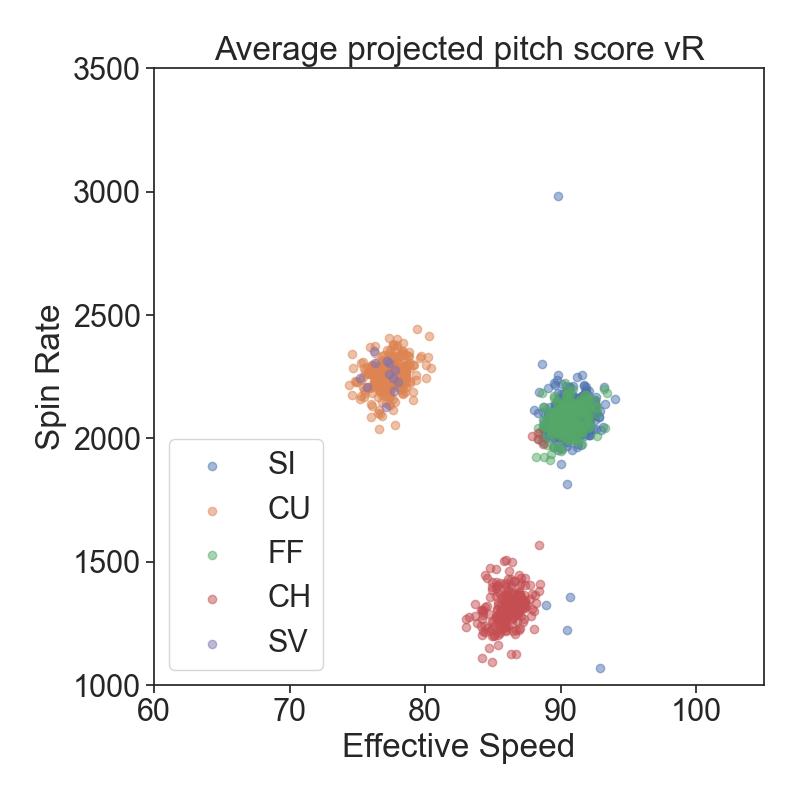 Average projected pitch score vR
3500
3000
2500
2000
1500
1000
Spin Rate
SI
CU
FF
CH
SV
60
70
80
90
100
Effective Speed